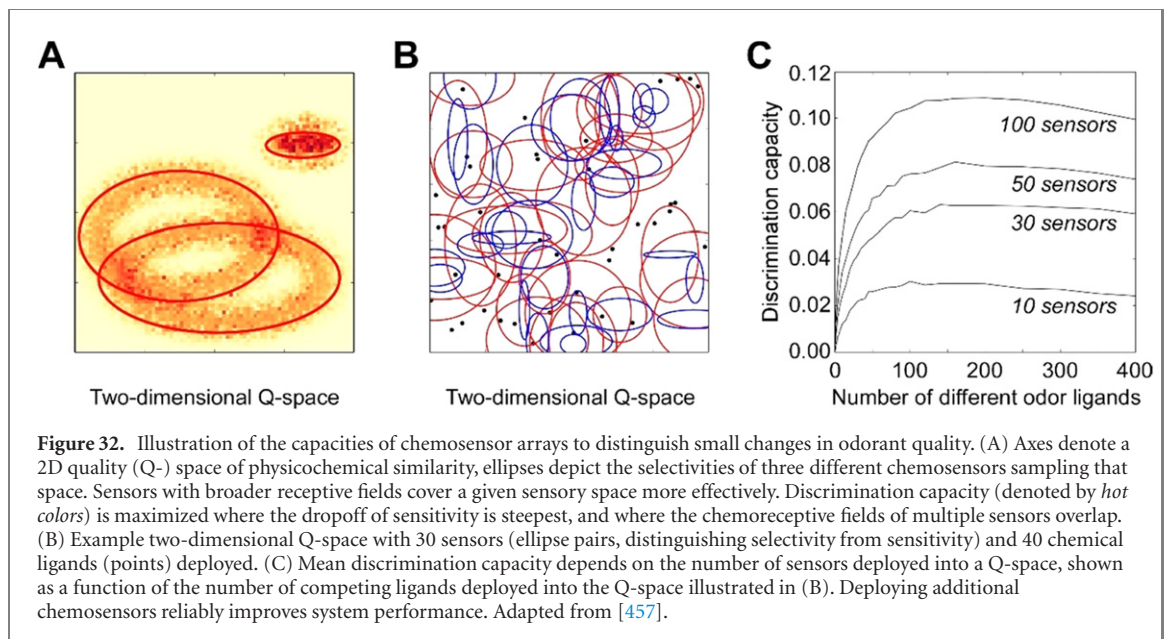 A
B
C
Two-dimensional Q-space
Two-dimensional Q-space
Discrimination capacity
0.12
0.10
0.08
0.06
0.04
0.02
0.00
100 sensors
50 sensors
30 sensors
10 sensors
0 100 200 300 400
Number of different odor ligands
Figure 32. Illustration of the capacities of chemosensor arrays to distinguish small changes in odorant quality. (A) Axes denote a
2D quality (Q-) space of physicochemical similarity, ellipses depict the selectivities of three different chemosensors sampling that
space. Sensors with broader receptive fields cover a given sensory space more effectively. Discrimination capacity (denoted by hot
colors) is maximized where the dropoff of sensitivity is steepest, and where the chemoreceptive fields of multiple sensors overlap.
(B) Example two-dimensional Q-space with 30 sensors (ellipse pairs, distinguishing selectivity from sensitivity) and 40 chemical
ligands (points) deployed. (C) Mean discrimination capacity depends on the number of sensors deployed into a Q-space, shown
as a function of the number of competing ligands deployed into the Q-space illustrated in (B). Deploying additional
chemosensors reliably improves system performance. Adapted from [457].